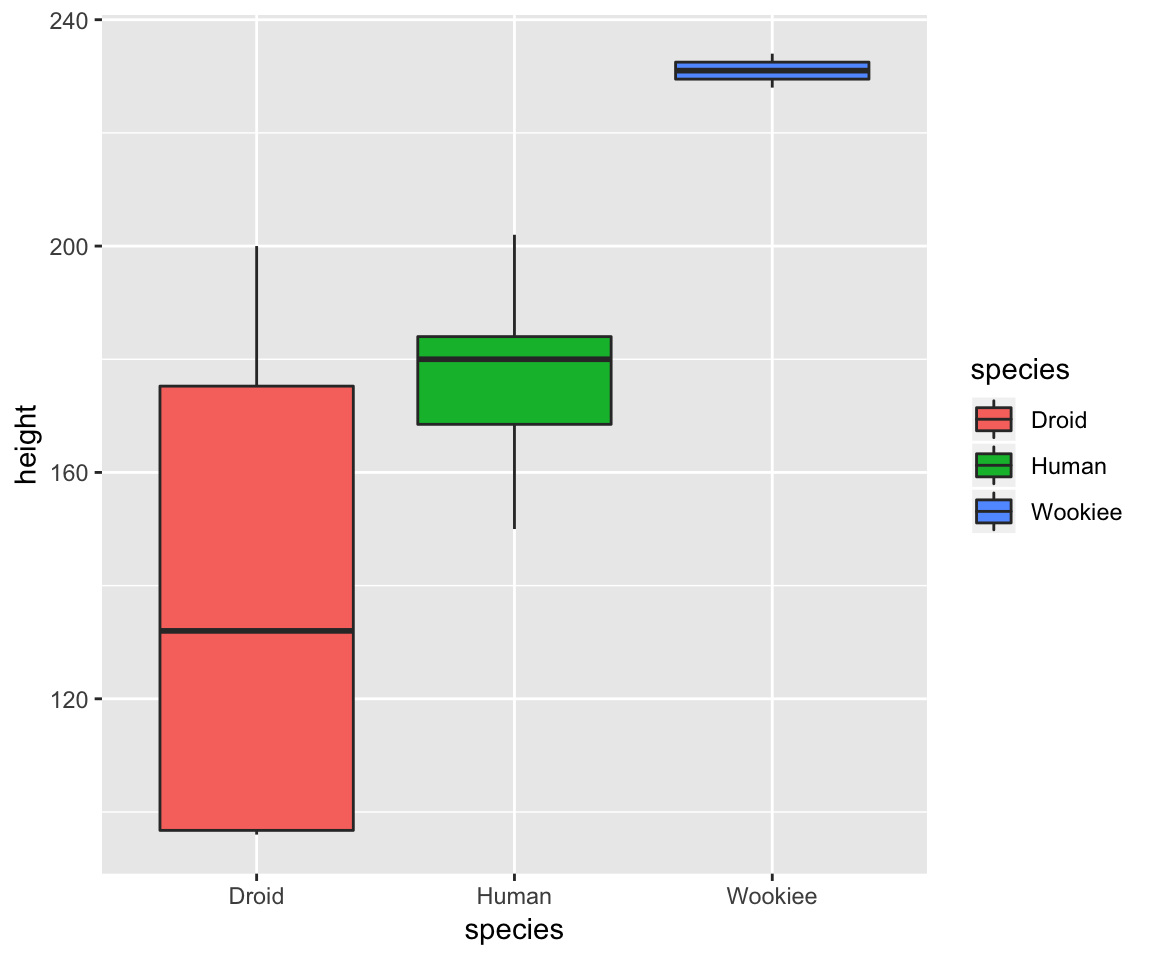 240
200
160
120
height
Droid
Human
Wookiee
species
species
Droid
Human
Wookiee